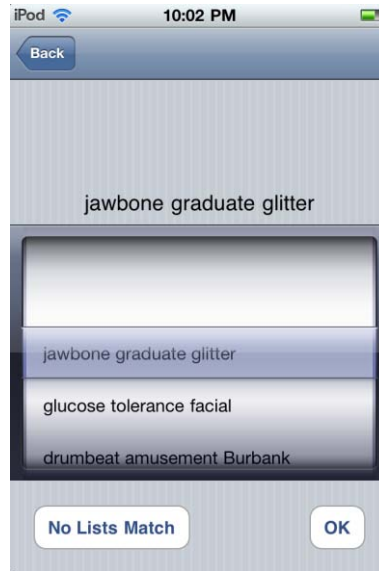 iPod 10:02 PM
Back
jawbone graduate glitter
jawbone graduate glitter
glucose tolerance facial
drumbeat amusement Burbank
No Lists Match OK